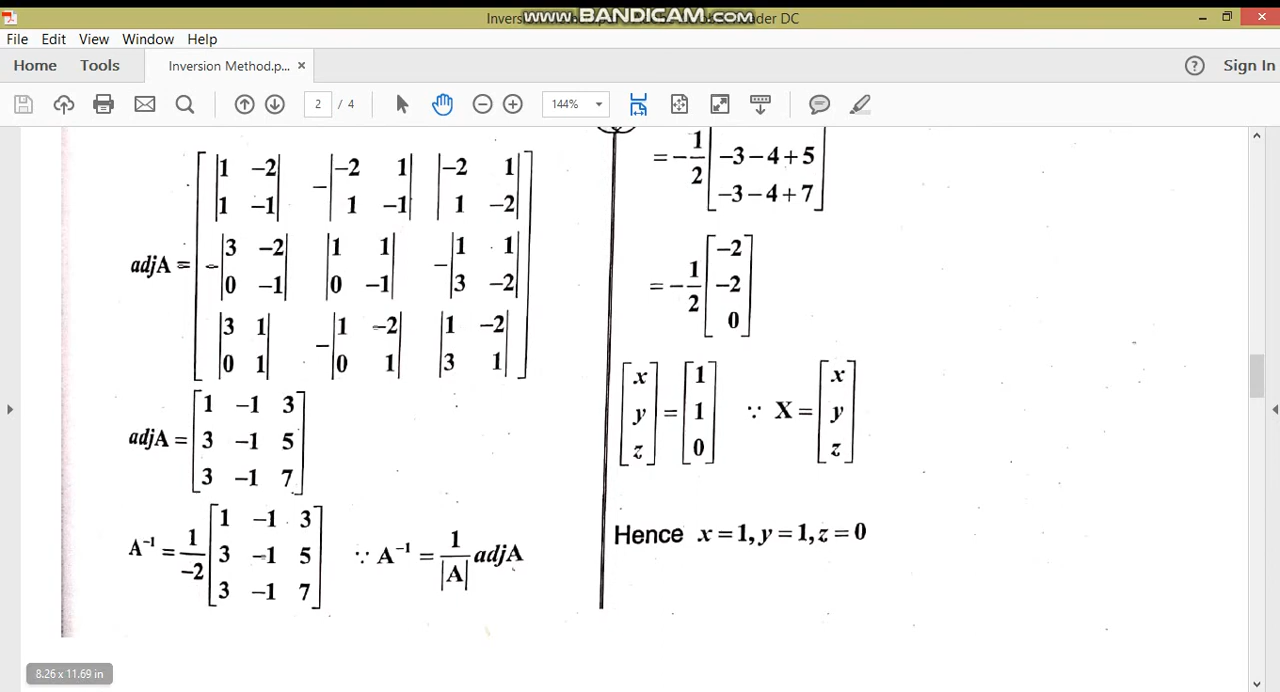 Inver
www.BANDICAM.com
der DC
File Edit View Window Help
Home Tools Inversion Method.p... × ? Sign In
2 / 4 144%
adjA = [ |1 −2; 1 −1| −|−2 1; 1 −1| |−2 1; 1 −2|
−|3 −2; 0 −1| |1 1; 0 −1| −|1 1; 3 −2|
|3 1; 0 1| −|1 −2; 0 1| |1 −2; 3 1| ]
adjA = [ 1 −1 3
3 −1 5
3 −1 7 ]
A⁻¹ = 1/−2 [ 1 −1 3
3 −1 5
3 −1 7 ] ∵ A⁻¹ = 1/|A| adjA
= −1/2 [ −3 − 4 + 5
−3 − 4 + 7 ]
= −1/2 [ −2
−2
0 ]
[ x
y
z ] = [ 1
1
0 ] ∵ X = [ x
y
z ]
Hence x = 1, y = 1, z = 0
8.26 x 11.69 in